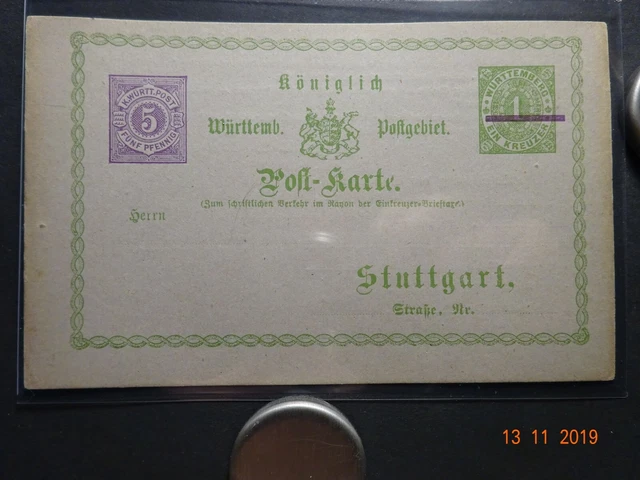 Königlich
K. WÜRTT. POST
5
FÜNF PFENNIG
WÜRTTEMBERG
1
EIN KREUZER
Württemb. Postgebiet.
Post-Karte.
(Zum schriftlichen Verkehr im Rayon der Einkreuzer-Brieftaxe.)
Herrn
Stuttgart,
Straße, Nr.
13 11 2019